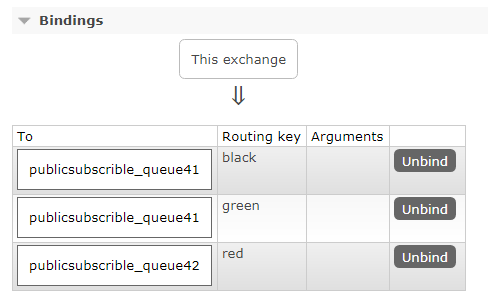 Bindings
This exchange
⇓
To Routing key Arguments
publicsubscrible_queue41 black Unbind
publicsubscrible_queue41 green Unbind
publicsubscrible_queue42 red Unbind